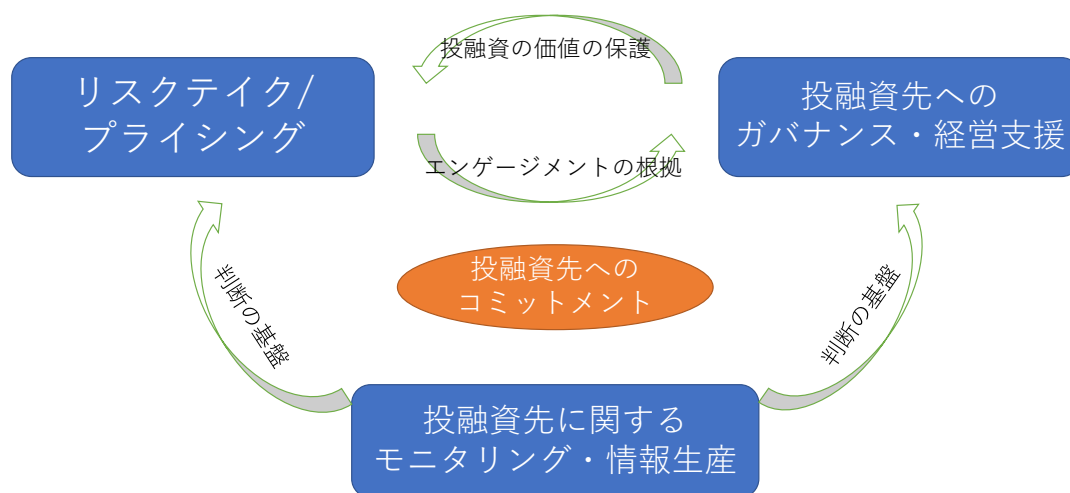 投融資の価値の保護
リスクテイク/
プライシング
投融資先への
ガバナンス・経営支援
エンゲージメントの根拠
投融資先への
コミットメント
判断の基盤
判断の基盤
投融資先に関する
モニタリング・情報生産